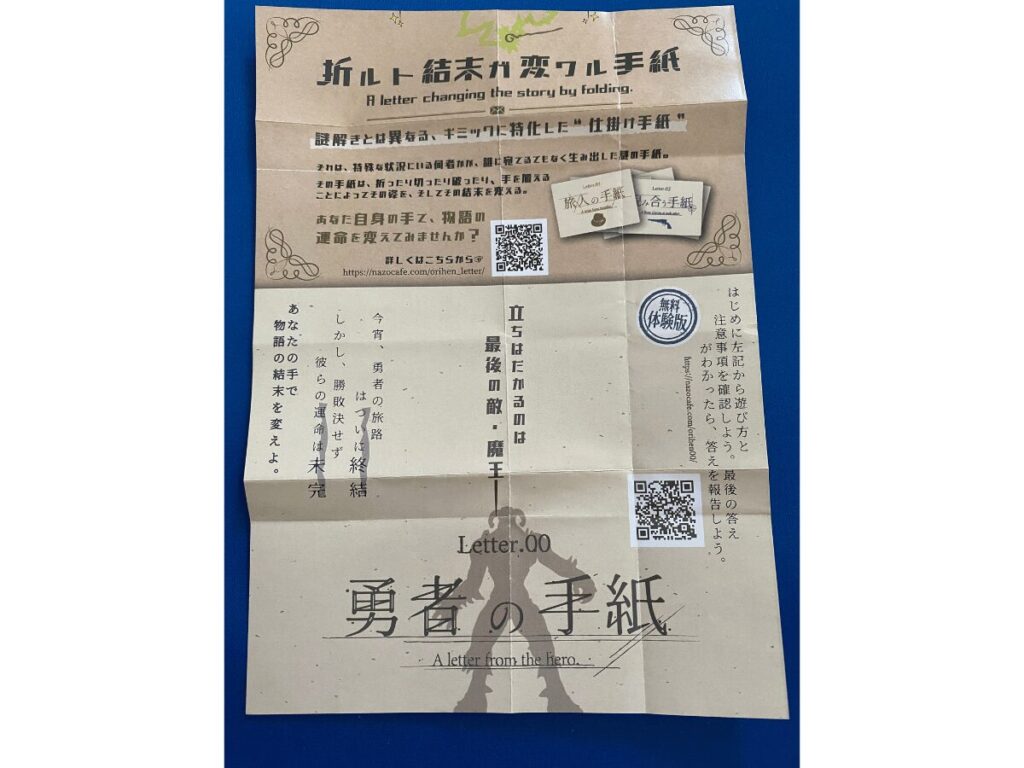 折ルト結末ガ変ワル手紙
A letter changing the story by folding.
謎解きとは異なる、ギミックに特化した“仕掛け手紙”
それは、特殊な状況にいる何者かが、誰に宛てるでもなく生み出した謎の手紙。
その手紙は、折ったり切ったり破ったり、手を加える
ことによってその姿を、そしてその結末を変える。
あなた自身の手で、物語の
運命を変えてみませんか？
詳しくはこちらから☞
https://nazocafe.com/orihen_letter/
Letter.01
旅人の手紙
Letter.02
み合う手紙
無料
体験版
はじめに左記から遊び方と
注意事項を確認しよう。最後の答え
がわかったら、答えを報告しよう。
https://nazocafe.com/orihen00/
立ちはだかるのは
最後の敵・魔王―
今宵、勇者の旅路
はついに終結
しかし、勝敗決せず
彼らの運命は未完
あなたの手で
物語の結末を変えよ。
Letter.00
勇者の手紙
A letter from the hero.